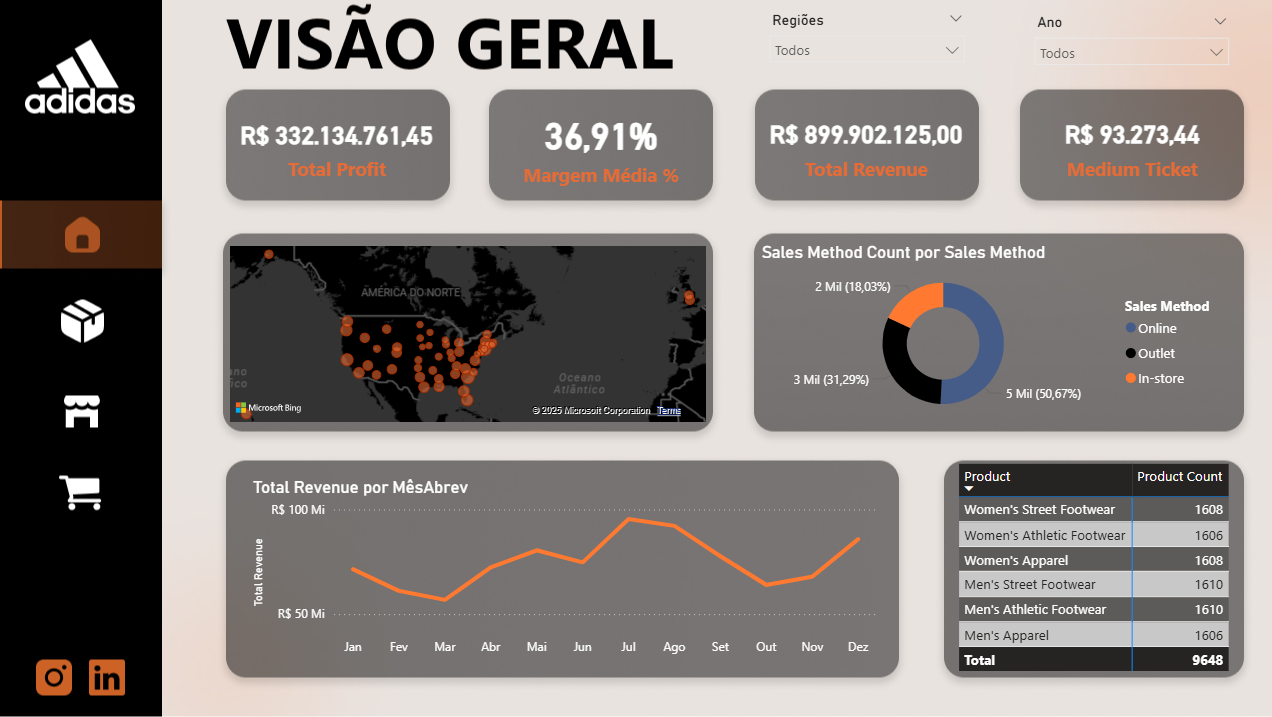 adidas
VISÃO GERAL
Regiões
Todos
Ano
Todos
R$ 332.134.761,45
Total Profit
36,91%
Margem Média %
R$ 899.902.125,00
Total Revenue
R$ 93.273,44
Medium Ticket
AMÉRICA DO NORTE
Oceano
Atlântico
Microsoft Bing
© 2025 Microsoft Corporation Terms
Sales Method Count por Sales Method
2 Mil (18,03%)
3 Mil (31,29%)
5 Mil (50,67%)
Sales Method
Online
Outlet
In-store
Total Revenue por MêsAbrev
Total Revenue
R$ 100 Mi
R$ 50 Mi
Jan Fev Mar Abr Mai Jun Jul Ago Set Out Nov Dez
Product Product Count
Women's Street Footwear 1608
Women's Athletic Footwear 1606
Women's Apparel 1608
Men's Street Footwear 1610
Men's Athletic Footwear 1610
Men's Apparel 1606
Total 9648
in